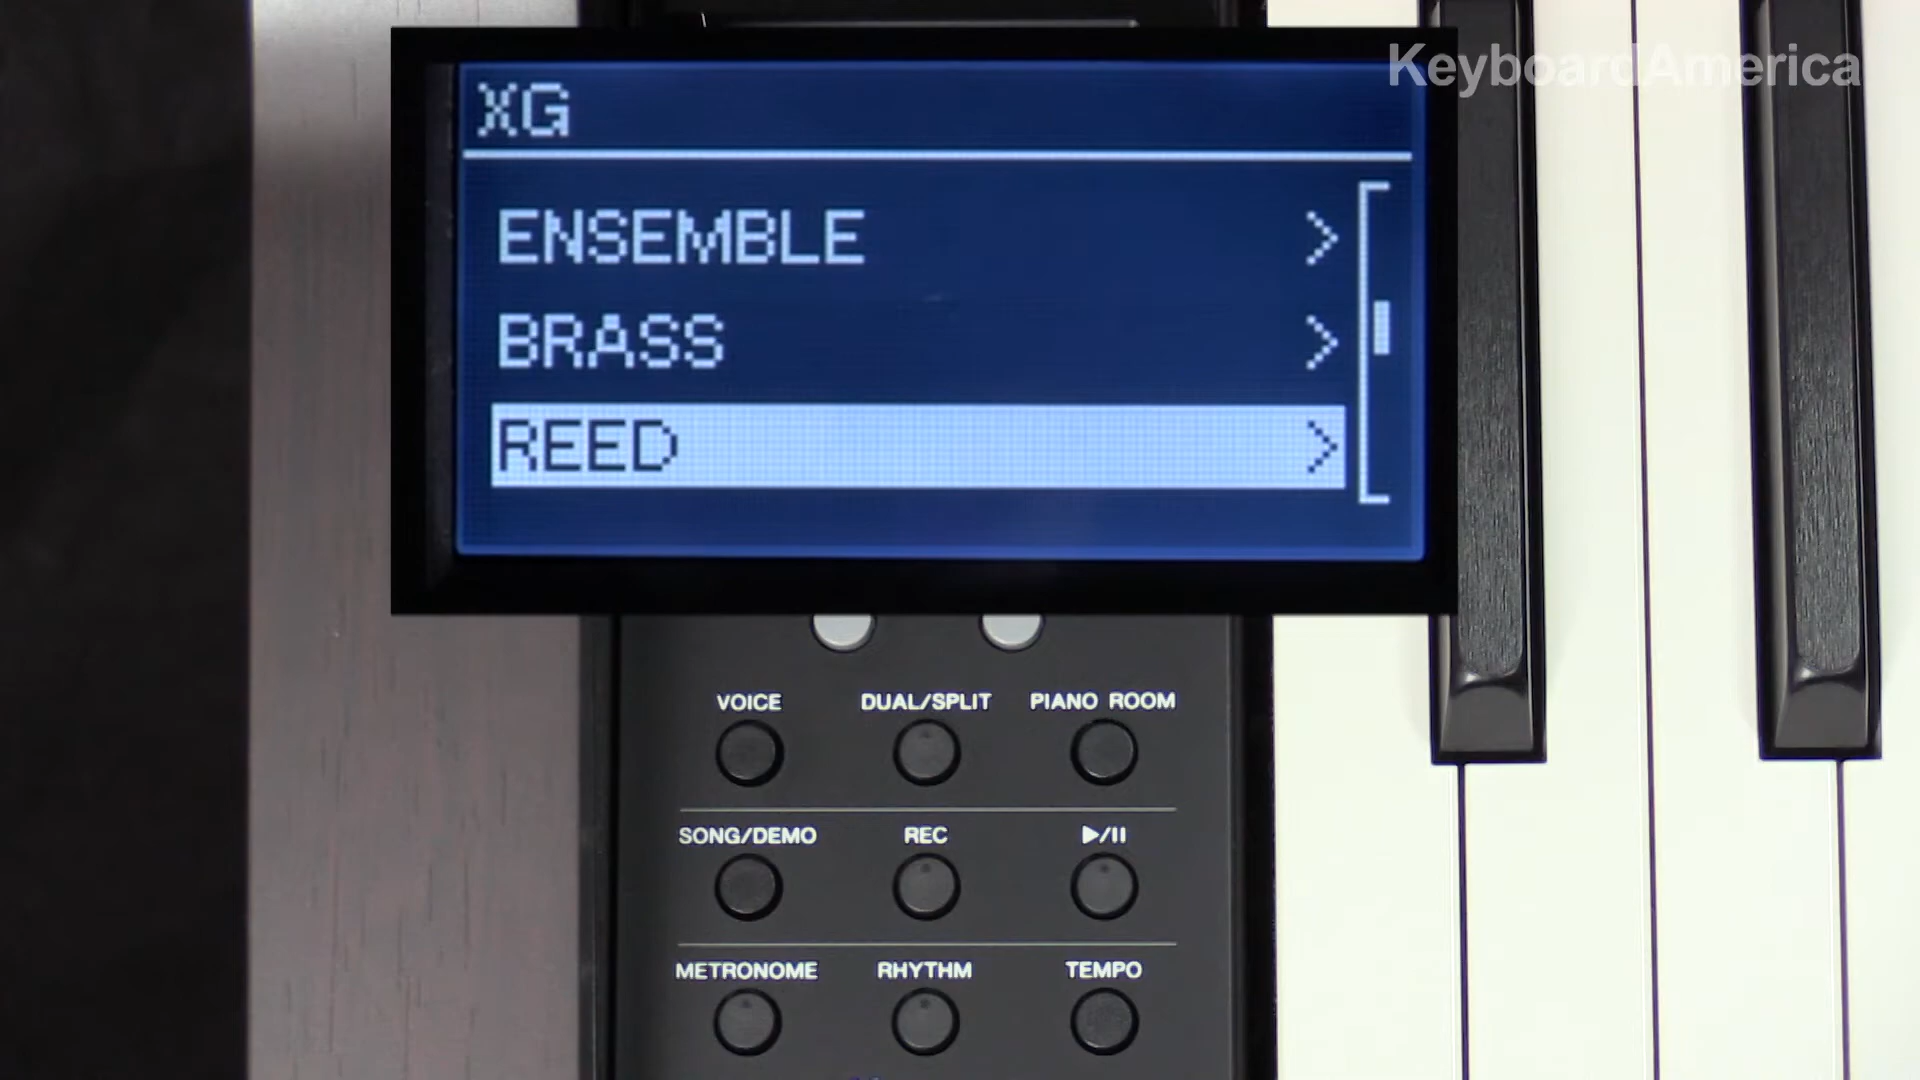 KeyboardAmerica
XG
ENSEMBLE >
BRASS >
REED >
VOICE DUAL/SPLIT PIANO ROOM
SONG/DEMO REC ▶/II
METRONOME RHYTHM TEMPO